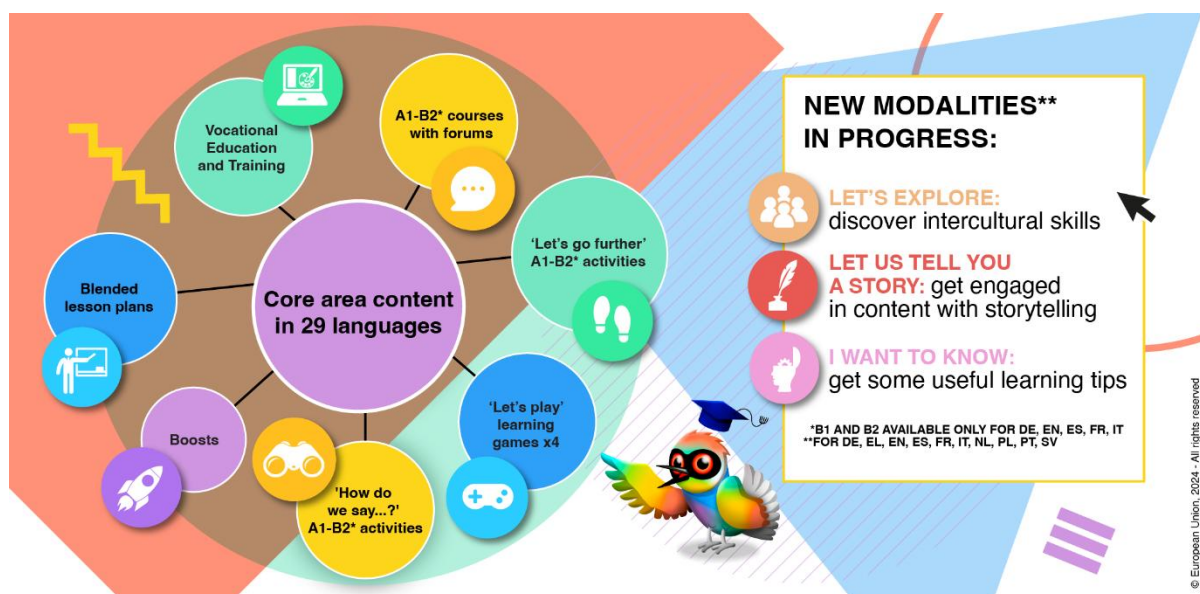 Vocational
Education
and Training
A1-B2* courses
with forums
'Let's go further'
A1-B2* activities
Blended
lesson plans
Core area content
in 29 languages
'Let's play'
learning
games x4
Boosts
'How do
we say...?'
A1-B2* activities
NEW MODALITIES**
IN PROGRESS:
LET'S EXPLORE:
discover intercultural skills
LET US TELL YOU
A STORY: get engaged
in content with storytelling
I WANT TO KNOW:
get some useful learning tips
*B1 AND B2 AVAILABLE ONLY FOR DE, EN, ES, FR, IT
**FOR DE, EL, EN, ES, FR, IT, NL, PL, PT, SV
© European Union, 2024 - All rights reserved